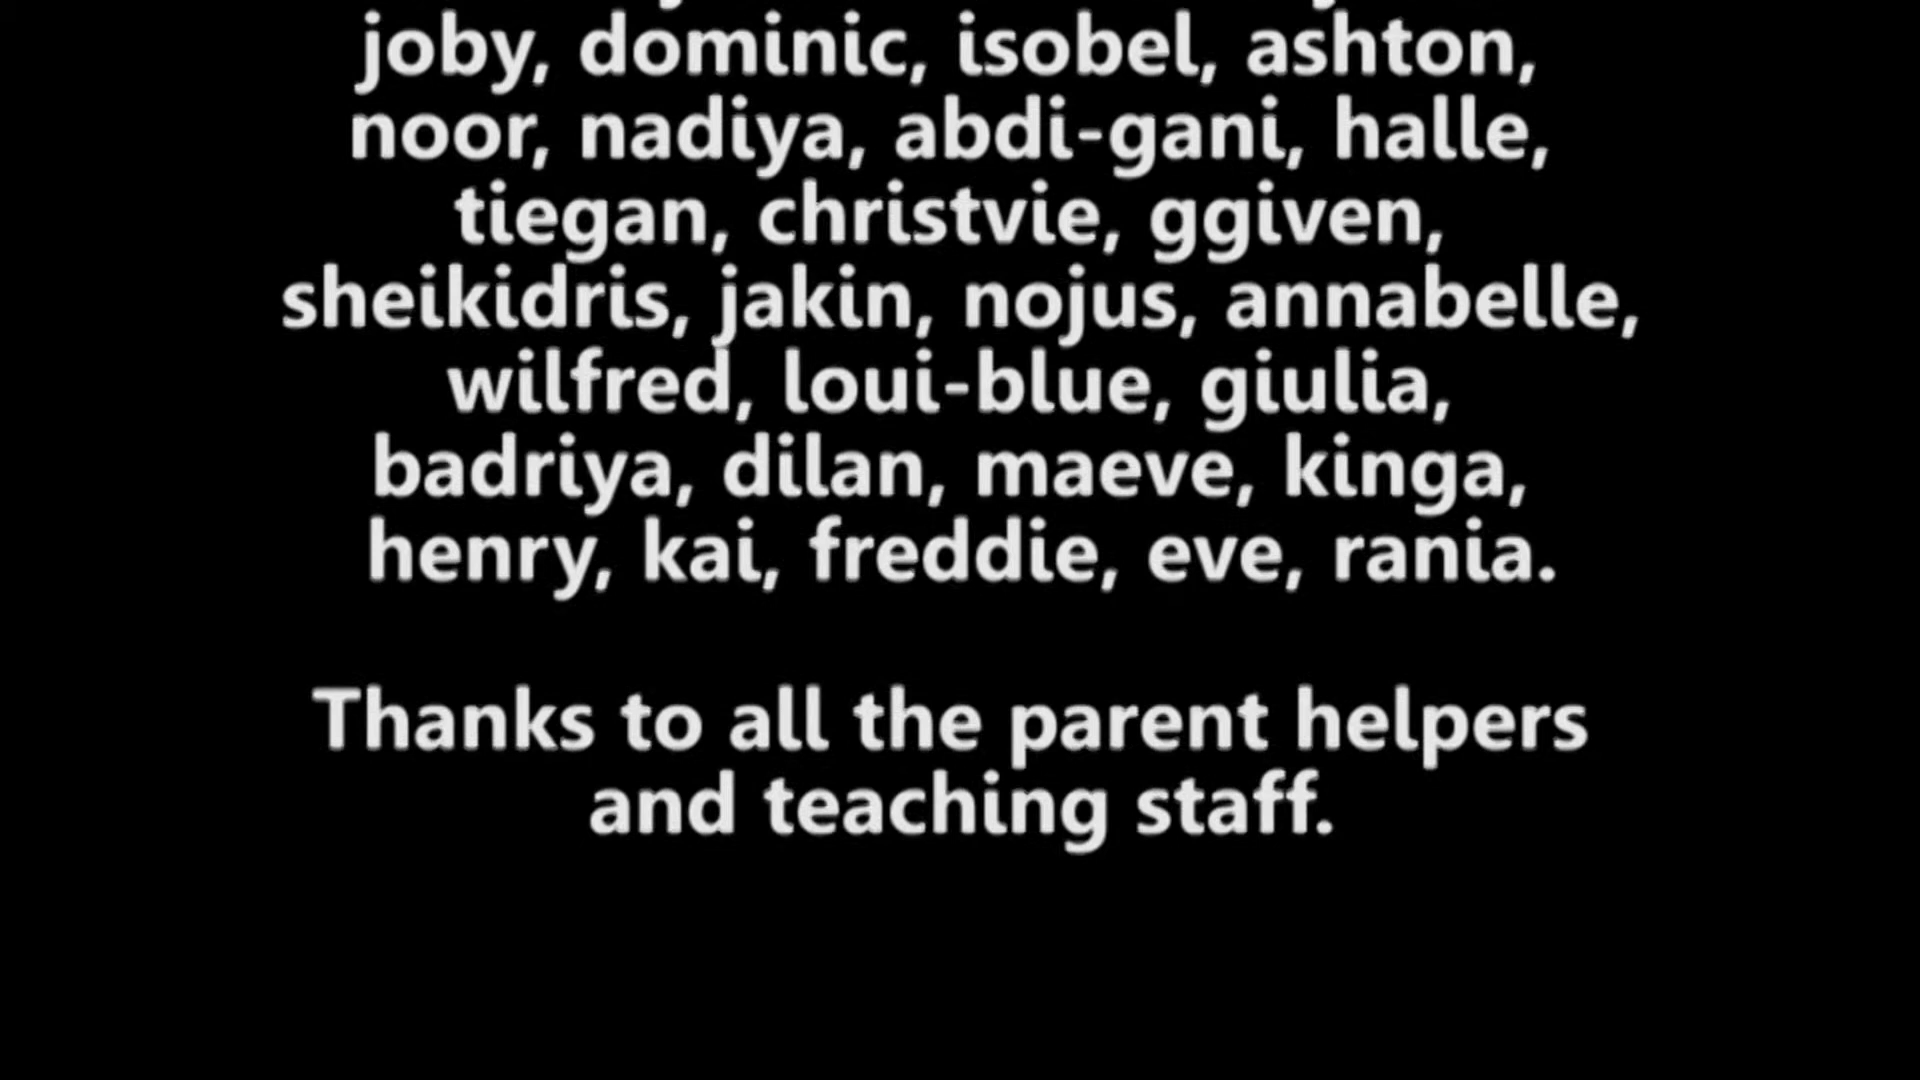 joby, dominic, isobel, ashton,
noor, nadiya, abdi-gani, halle,
tiegan, christvie, ggiven,
sheikidris, jakin, nojus, annabelle,
wilfred, loui-blue, giulia,
badriya, dilan, maeve, kinga,
henry, kai, freddie, eve, rania.
Thanks to all the parent helpers
and teaching staff.